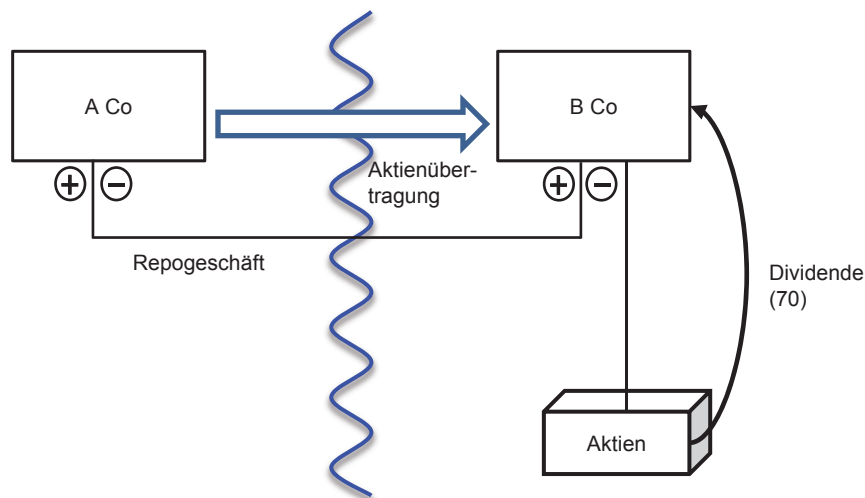 A Co
B Co
+
−
Aktienüber-
tragung
+
−
Repogeschäft
Dividende
(70)
Aktien